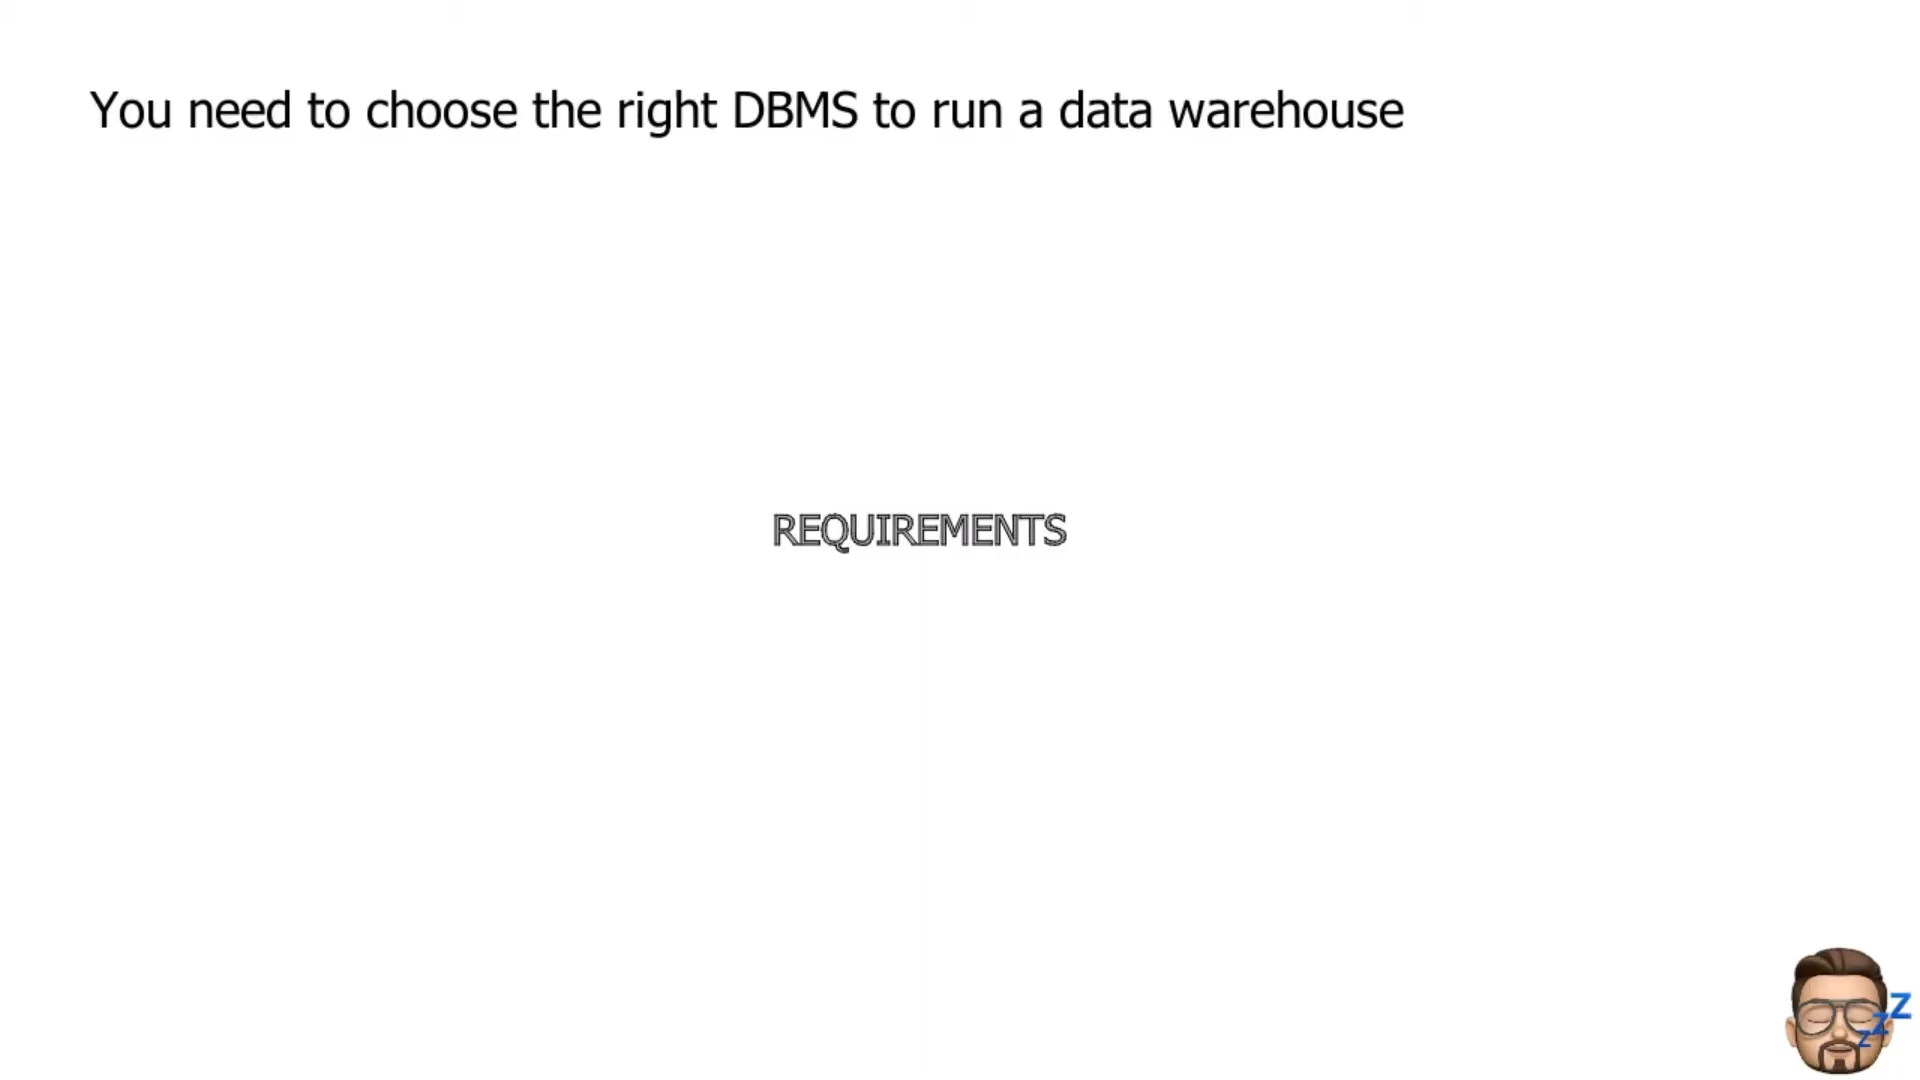 You need to choose the right DBMS to run a data warehouse
REQUIREMENTS
z
z
Z